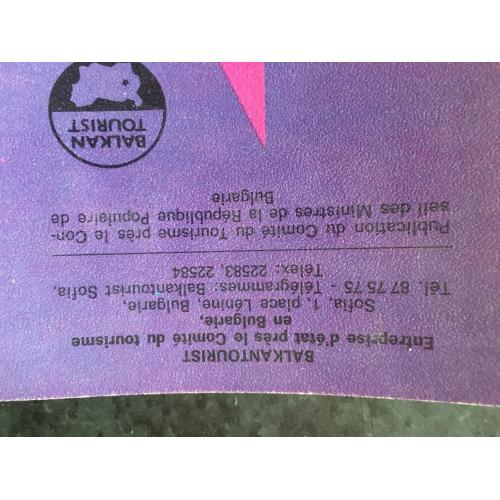 BALKANTOURIST
Entreprise d'état près le Comité du tourisme
en Bulgarie,
Sofia, 1, place Lénine, Bulgarie,
Tél. 87 75 75 - Télégrammes: Balkantourist Sofia,
Télex: 22583, 22584
Publication du Comité du Tourisme près le Con-
seil des Ministres de la République Populaire de
Bulgarie
BALKAN
TOURIST